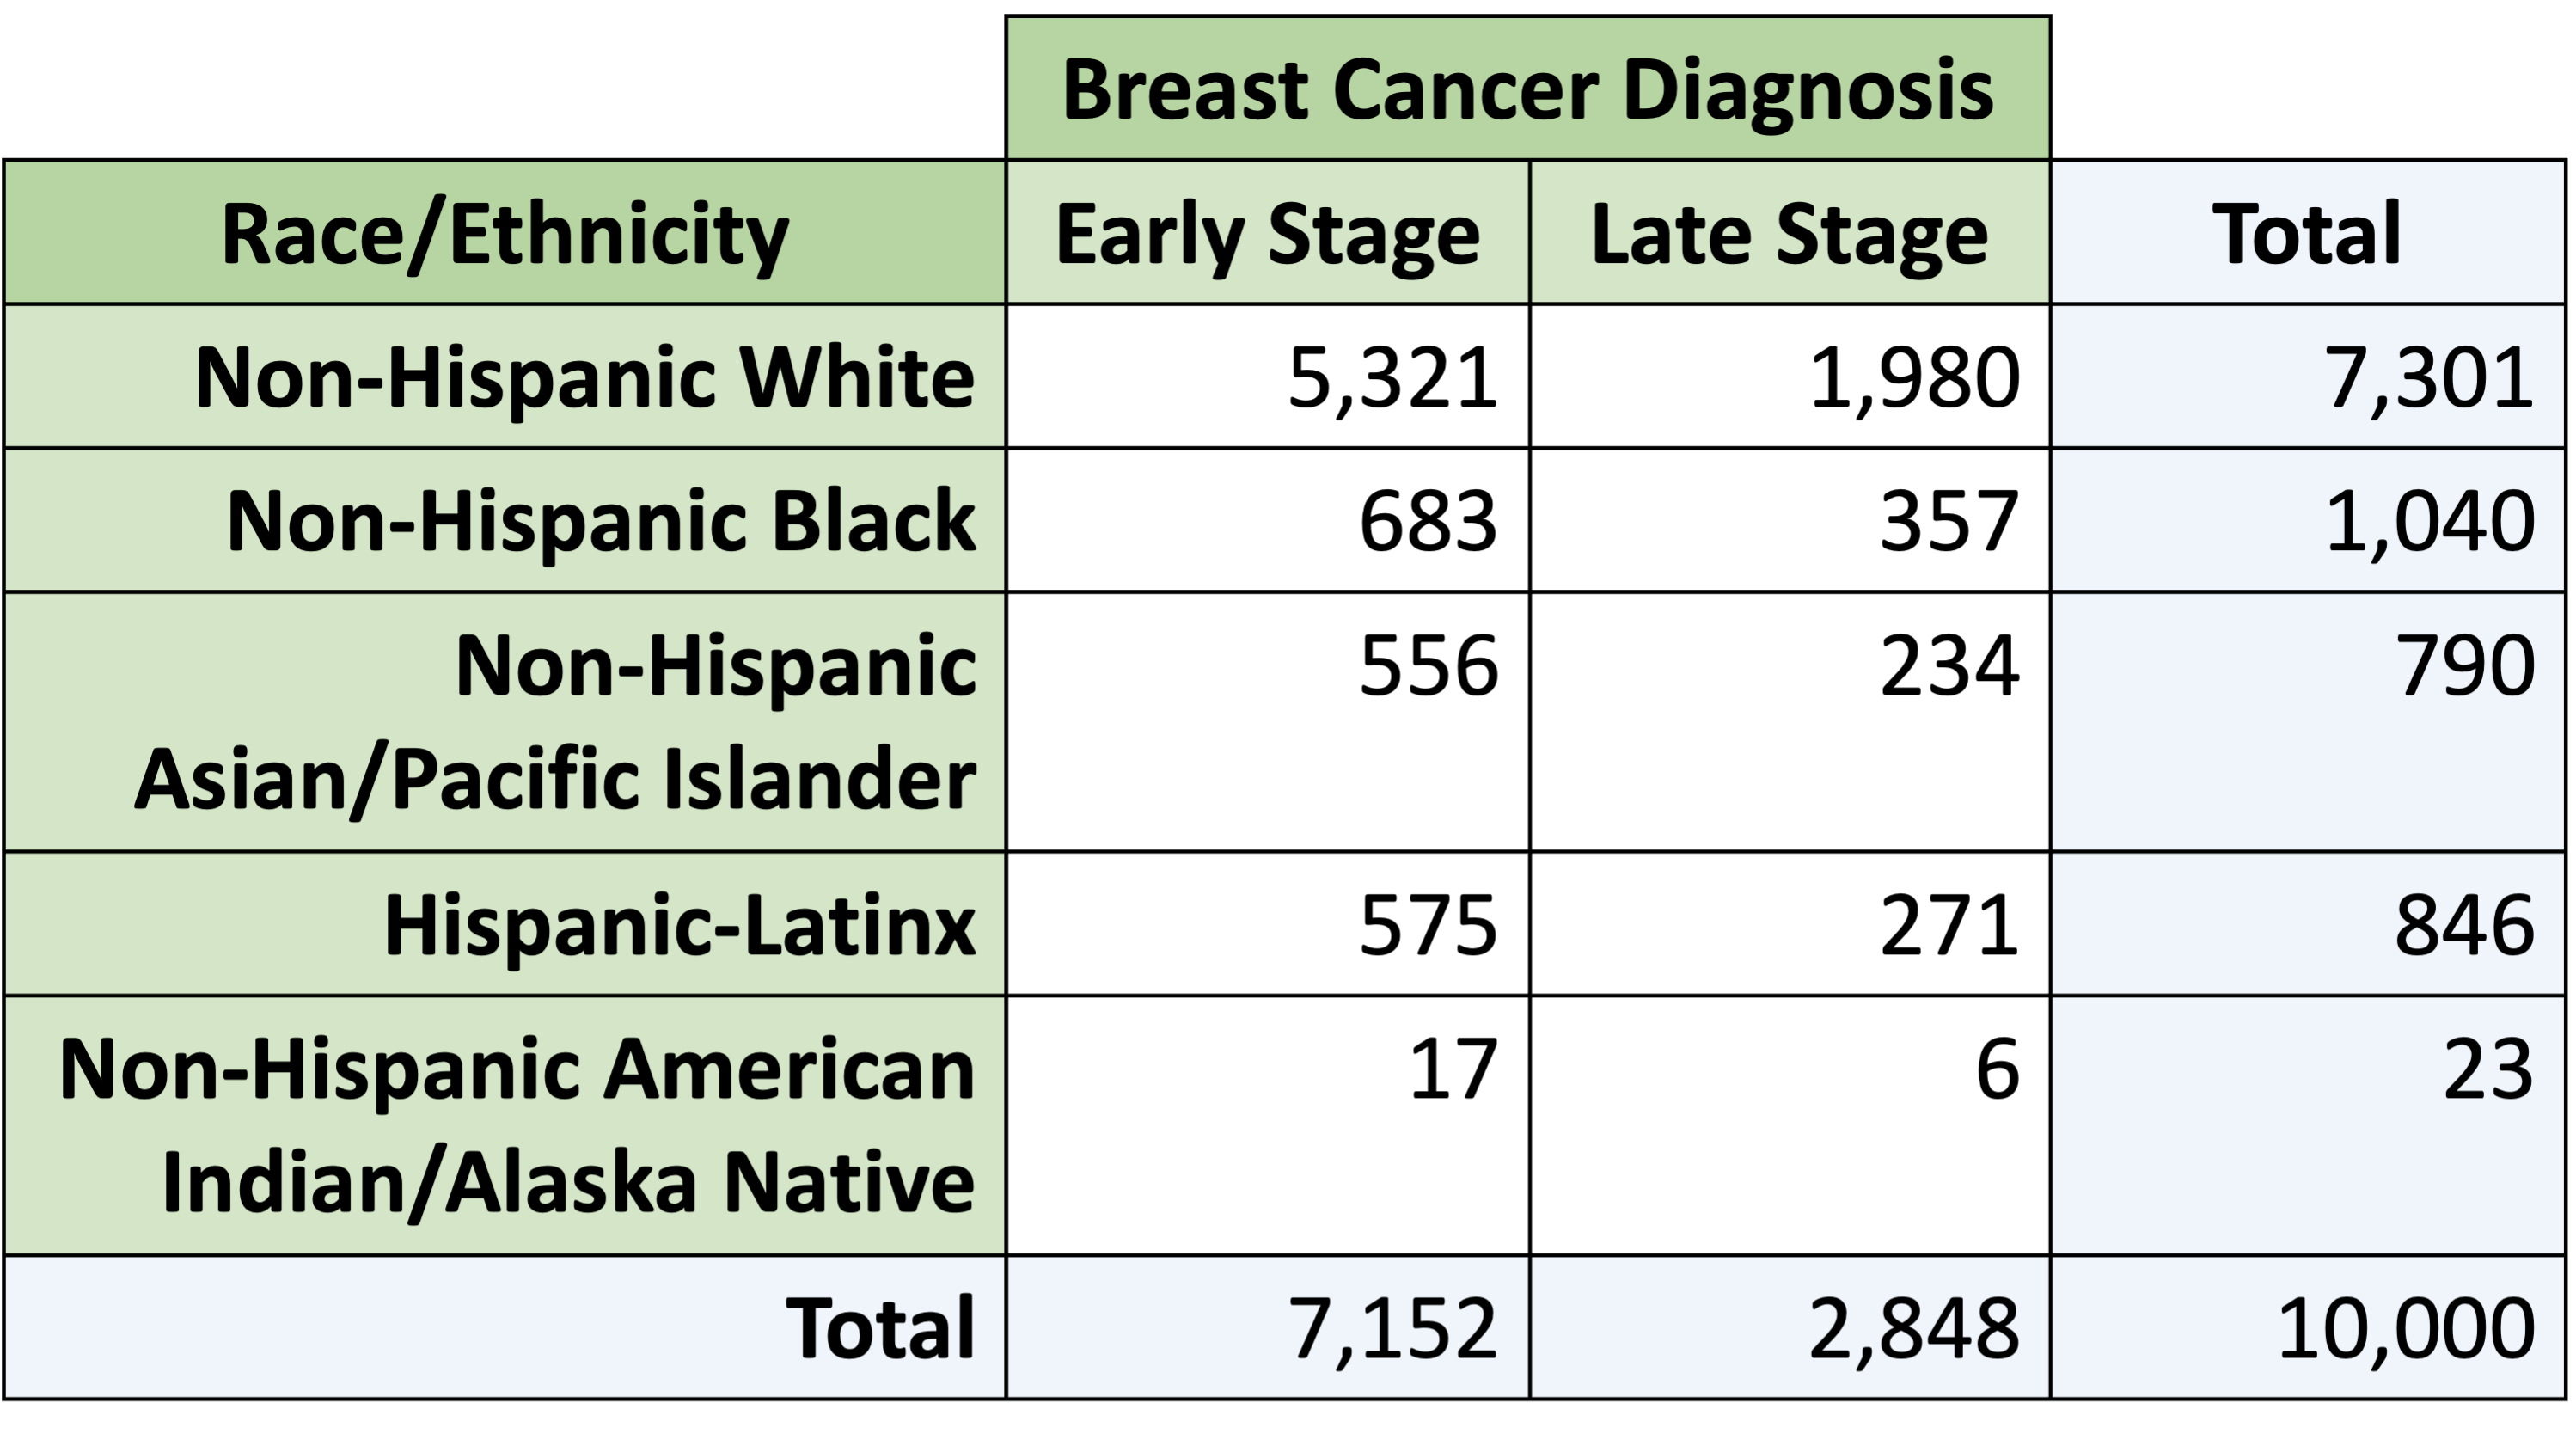 Breast Cancer Diagnosis
Race/Ethnicity Early Stage Late Stage Total
Non-Hispanic White 5,321 1,980 7,301
Non-Hispanic Black 683 357 1,040
Non-Hispanic 556 234 790
Asian/Pacific Islander
Hispanic-Latinx 575 271 846
Non-Hispanic American 17 6 23
Indian/Alaska Native
Total 7,152 2,848 10,000